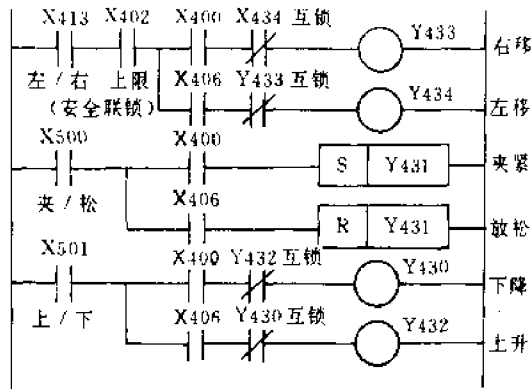 X413 X402 X400 X434 互锁 Y433 右移
左/右 上限 X406 Y433 互锁
(安全联锁) Y434 左移
X500 X400
S Y431 夹紧
夹/松 X406
R Y431 放松
X501 X400 Y432 互锁 Y430 下降
上/下 X406 Y430 互锁 Y432 上升